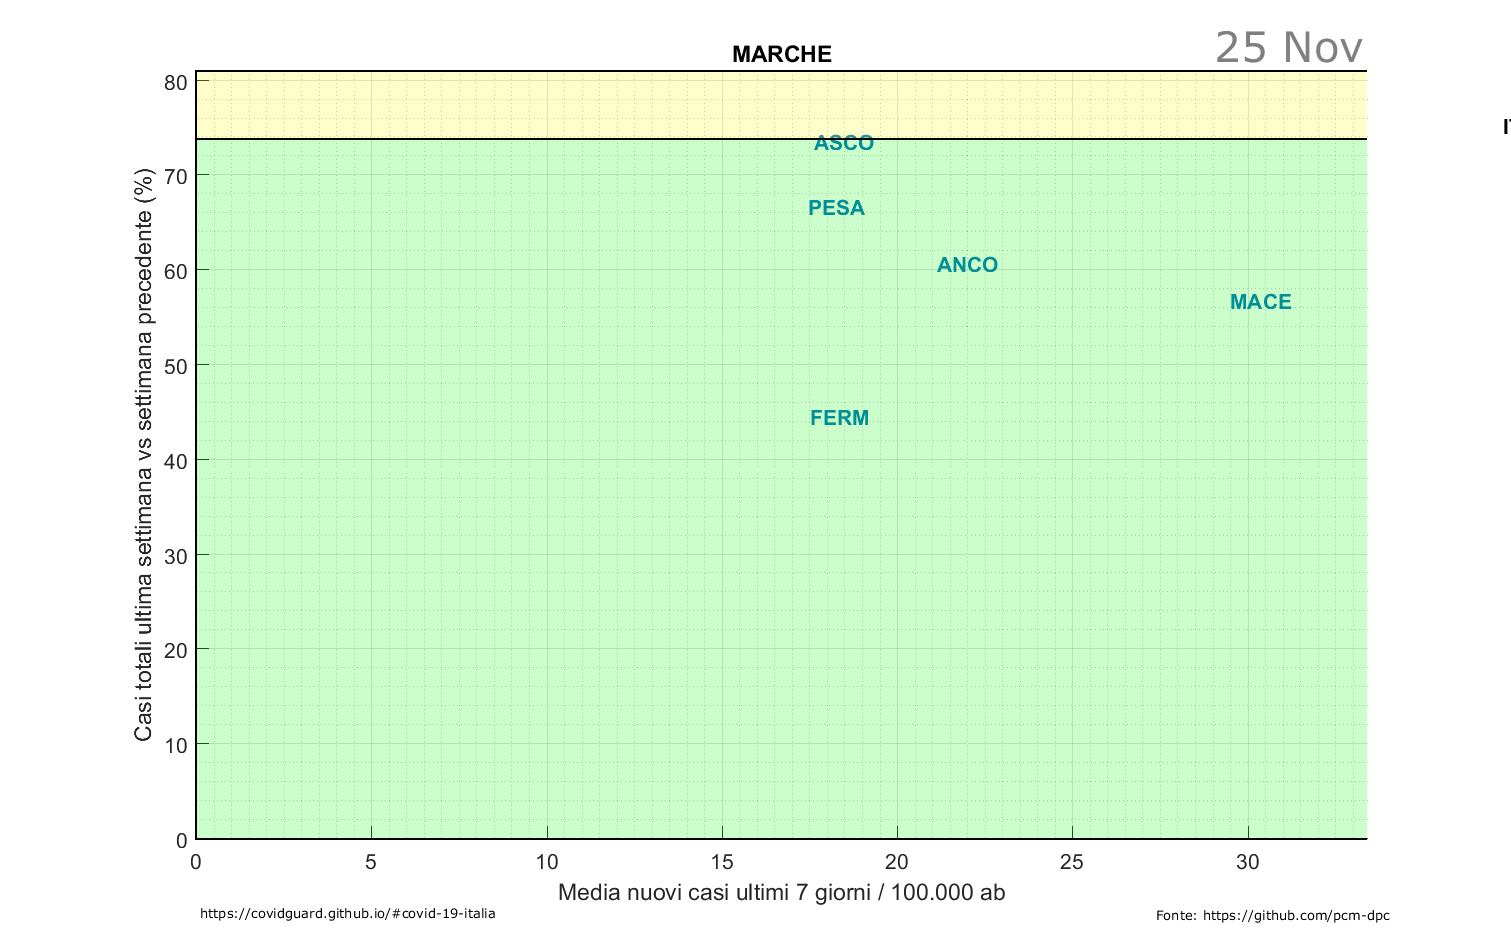 MARCHE
25 Nov
Casi totali ultima settimana vs settimana precedente (%)
80
70
60
50
40
30
20
10
0
ASCO
PESA
ANCO
MACE
FERM
0 5 10 15 20 25 30
Media nuovi casi ultimi 7 giorni / 100.000 ab
https://covidguard.github.io/#covid-19-italia
Fonte: https://github.com/pcm-dpc